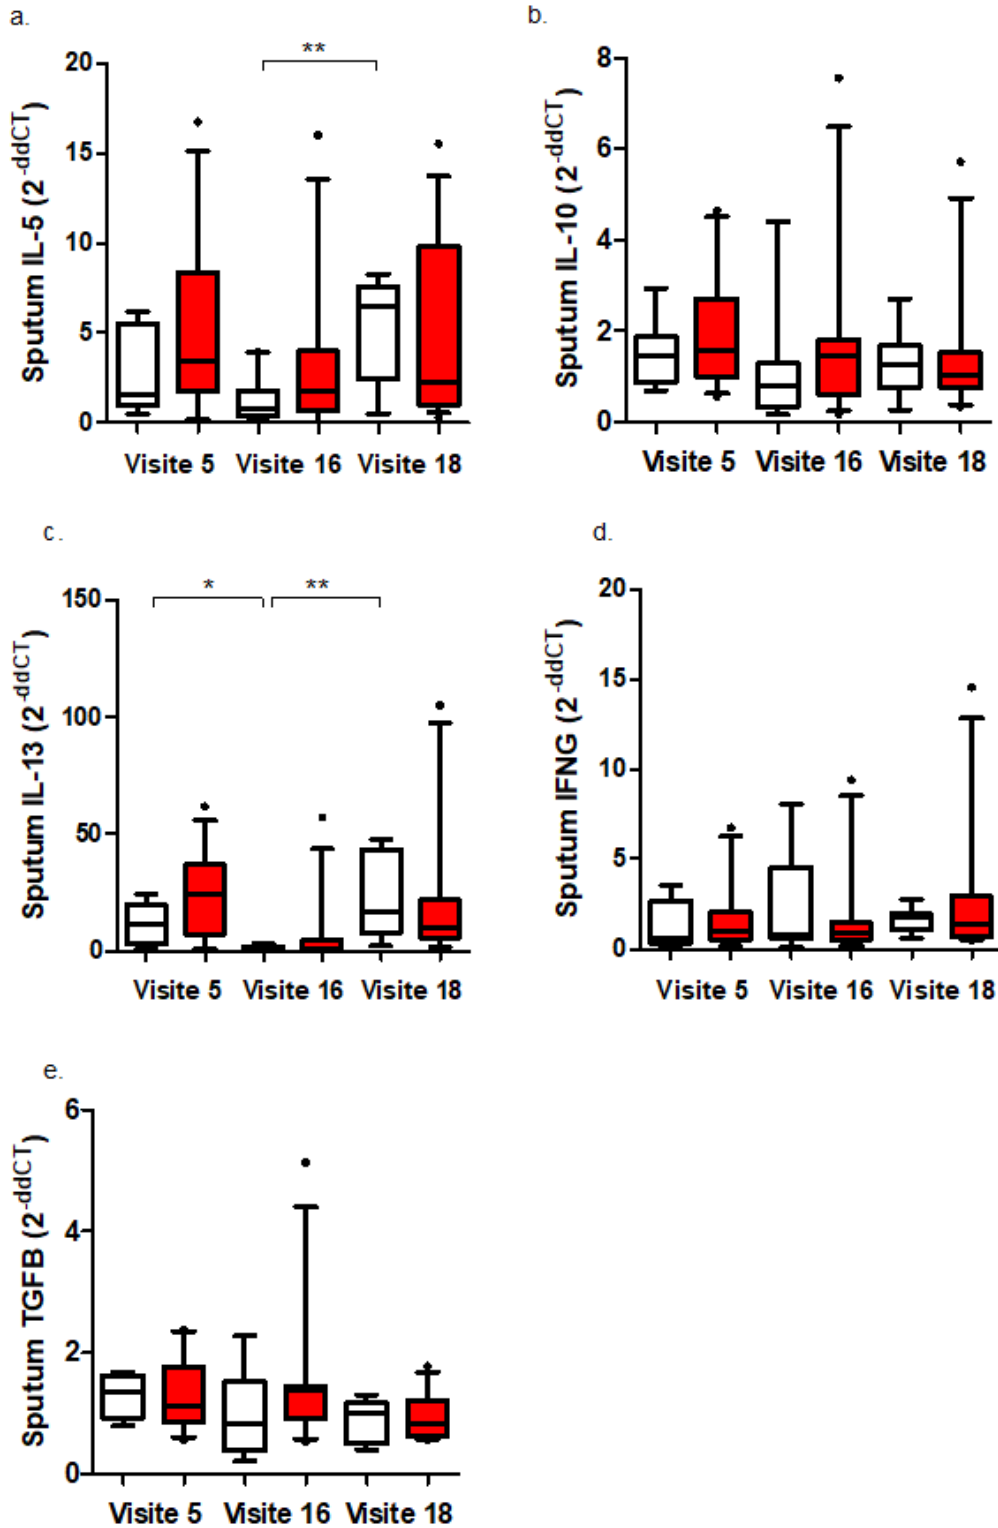 a.
**
20
15
10
5
0
Sputum IL-5 (2^-ddCT)
Visite 5 Visite 16 Visite 18
b.
8
6
4
2
0
Sputum IL-10 (2^-ddCT)
Visite 5 Visite 16 Visite 18
c.
* **
150
100
50
0
Sputum IL-13 (2^-ddCT)
Visite 5 Visite 16 Visite 18
d.
20
15
10
5
0
Sputum IFNG (2^-ddCT)
Visite 5 Visite 16 Visite 18
e.
6
4
2
0
Sputum TGFB (2^-ddCT)
Visite 5 Visite 16 Visite 18